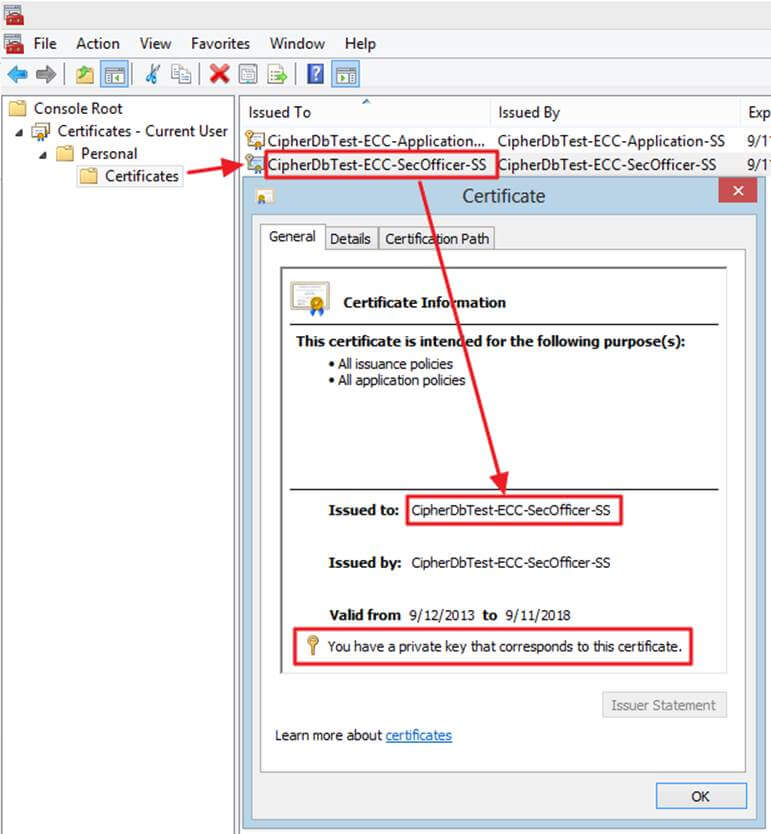 File Action View Favorites Window Help
Console Root
Certificates - Current User
Personal
Certificates
Issued To Issued By Exp
CipherDbTest-ECC-Application... CipherDbTest-ECC-Application-SS 9/11
CipherDbTest-ECC-SecOfficer-SS CipherDbTest-ECC-SecOfficer-SS 9/11
Certificate
General Details Certification Path
Certificate Information
This certificate is intended for the following purpose(s):
• All issuance policies
• All application policies
Issued to: CipherDbTest-ECC-SecOfficer-SS
Issued by: CipherDbTest-ECC-SecOfficer-SS
Valid from 9/12/2013 to 9/11/2018
You have a private key that corresponds to this certificate.
Issuer Statement
Learn more about certificates
OK